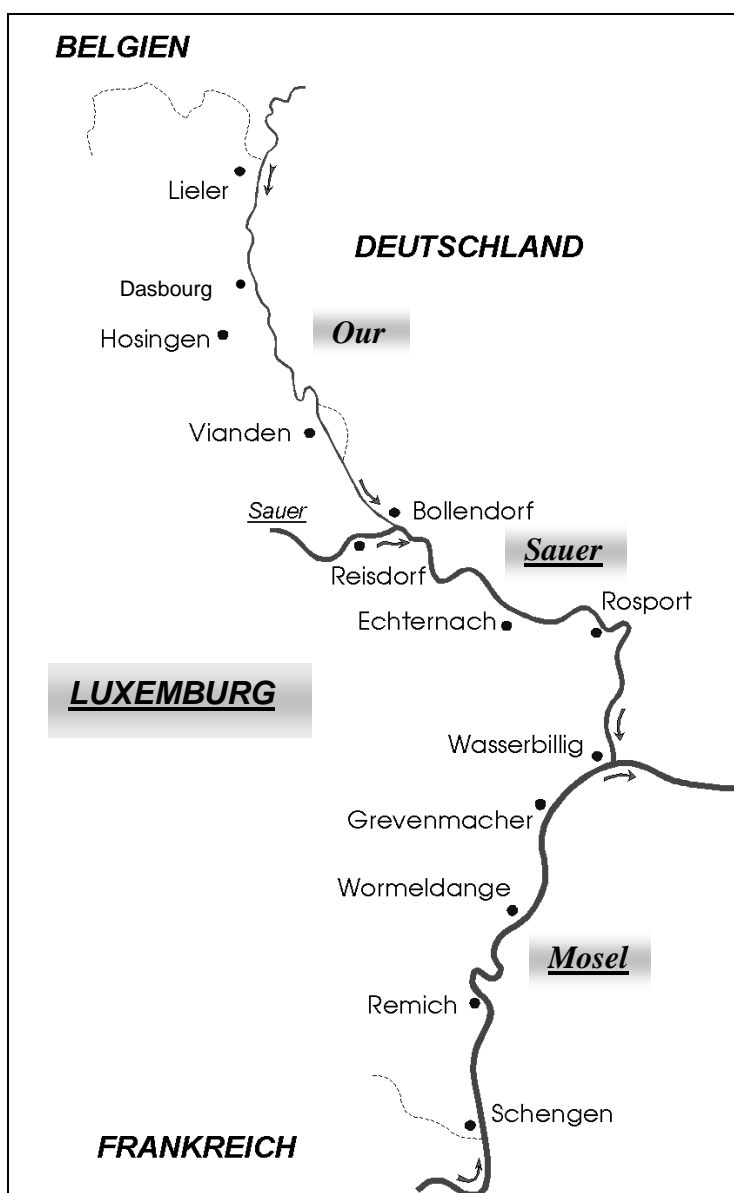 BELGIEN
Lieler
DEUTSCHLAND
Dasbourg
Our
Hosingen
Vianden
Sauer
Bollendorf
Sauer
Reisdorf
Rosport
Echternach
LUXEMBURG
Wasserbillig
Grevenmacher
Wormeldange
Mosel
Remich
Schengen
FRANKREICH